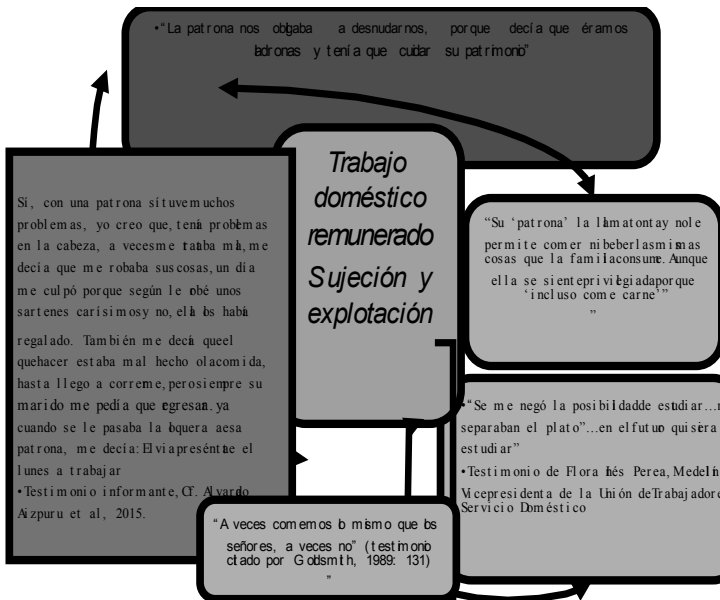 •“La patrona nos obligaba a desnudarnos, porque decía que éramos
ladronas y tenía que cuidar su patrimonio”
Trabajo
doméstico
remunerado
Sujeción y
explotación
Si, con una patrona sí tuve muchos
problemas, yo creo que, tenía problemas
en la cabeza, a veces me trataba mal, me
decía que me robaba sus cosas, un día
me culpó porque según le robé unos
sartenes carísimos y no, ella los había
regalado. También me decía que el
quehacer estaba mal hecho o la comida,
hasta llego a correrme, pero siempre su
marido me pedía que regresara. ya
cuando se le pasaba la loquera a esa
patrona, me decía: Elvia preséntate el
lunes a trabajar
•Testimonio informante, Cf. Alvarado
Aizpuru et al, 2015.
“Su ‘patrona’ la llama tonta y no le
permite comer ni beber las mismas
cosas que la familia consume. Aunque
ella se siente privilegiada porque
‘incluso come carne’”
”
•“Se me negó la posibilidad de estudiar…
separaban el plato”…en el futuro quisiera
estudiar”
•Testimonio de Flora Inés Perea, Medellín
Vicepresidenta de la Unión de Trabajador
Servicio Doméstico
“A veces comemos lo mismo que los
señores, a veces no” (testimonio
citado por Goldsmith, 1989: 131)
”